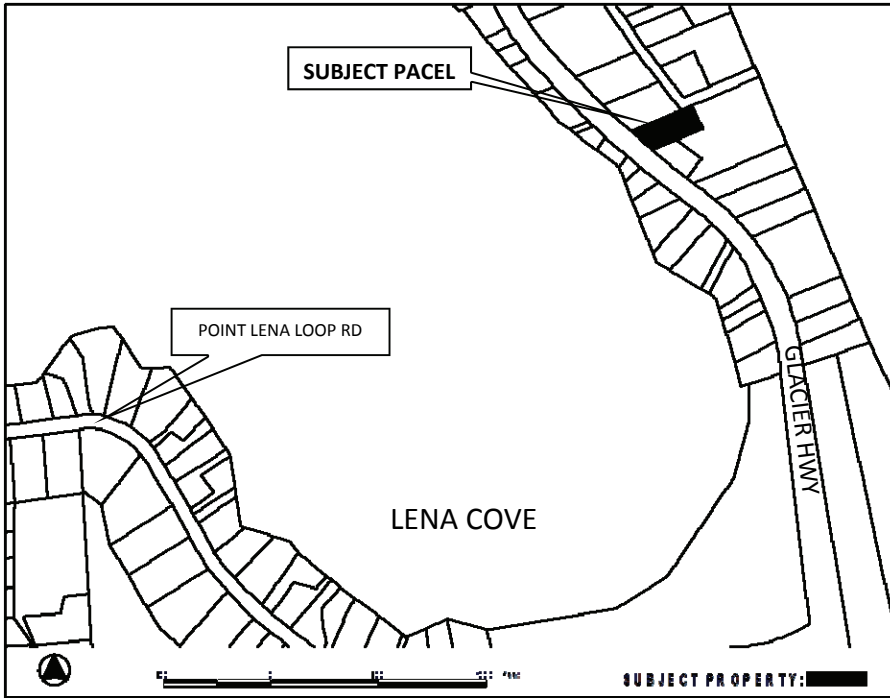 SUBJECT PACEL
POINT LENA LOOP RD
GLACIER HWY
LENA COVE
SUBJECT PROPERTY: